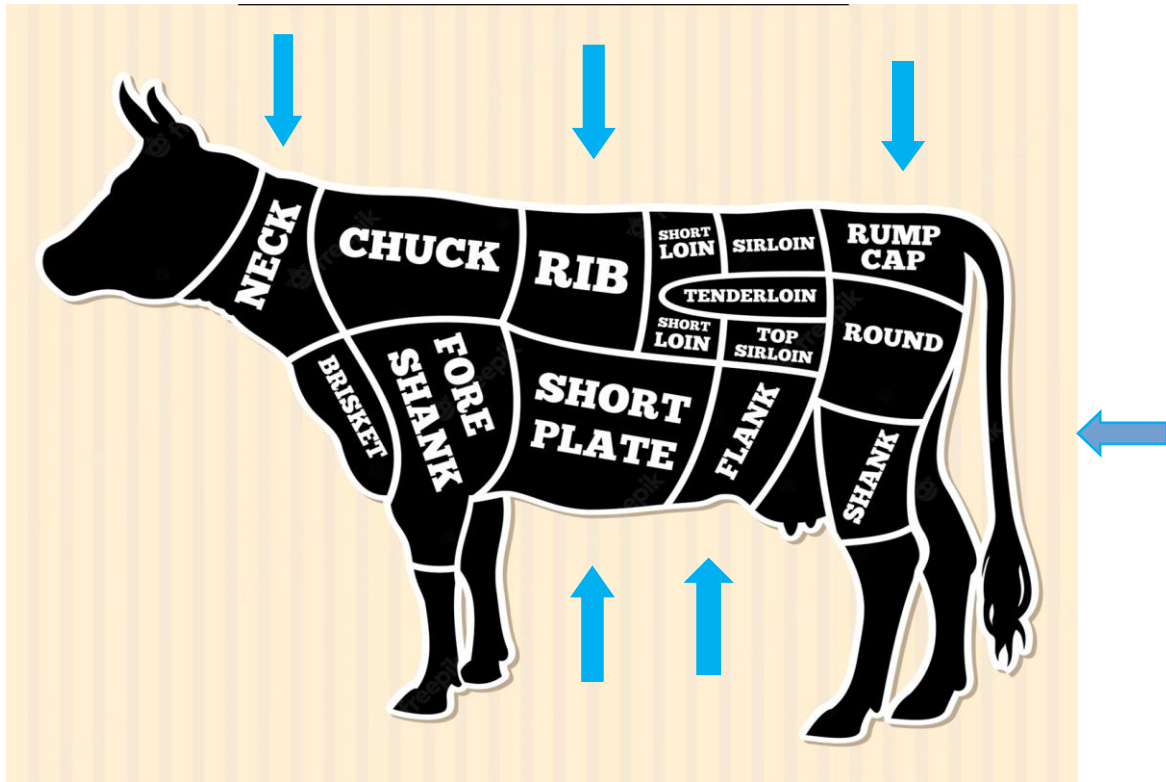 NECK
CHUCK
RIB
SHORT
LOIN
SIRLOIN
RUMP
CAP
TENDERLOIN
SHORT
LOIN
TOP
SIRLOIN
ROUND
BRISKET
FORE
SHANK
SHORT
PLATE
FLANK
SHANK
freepik